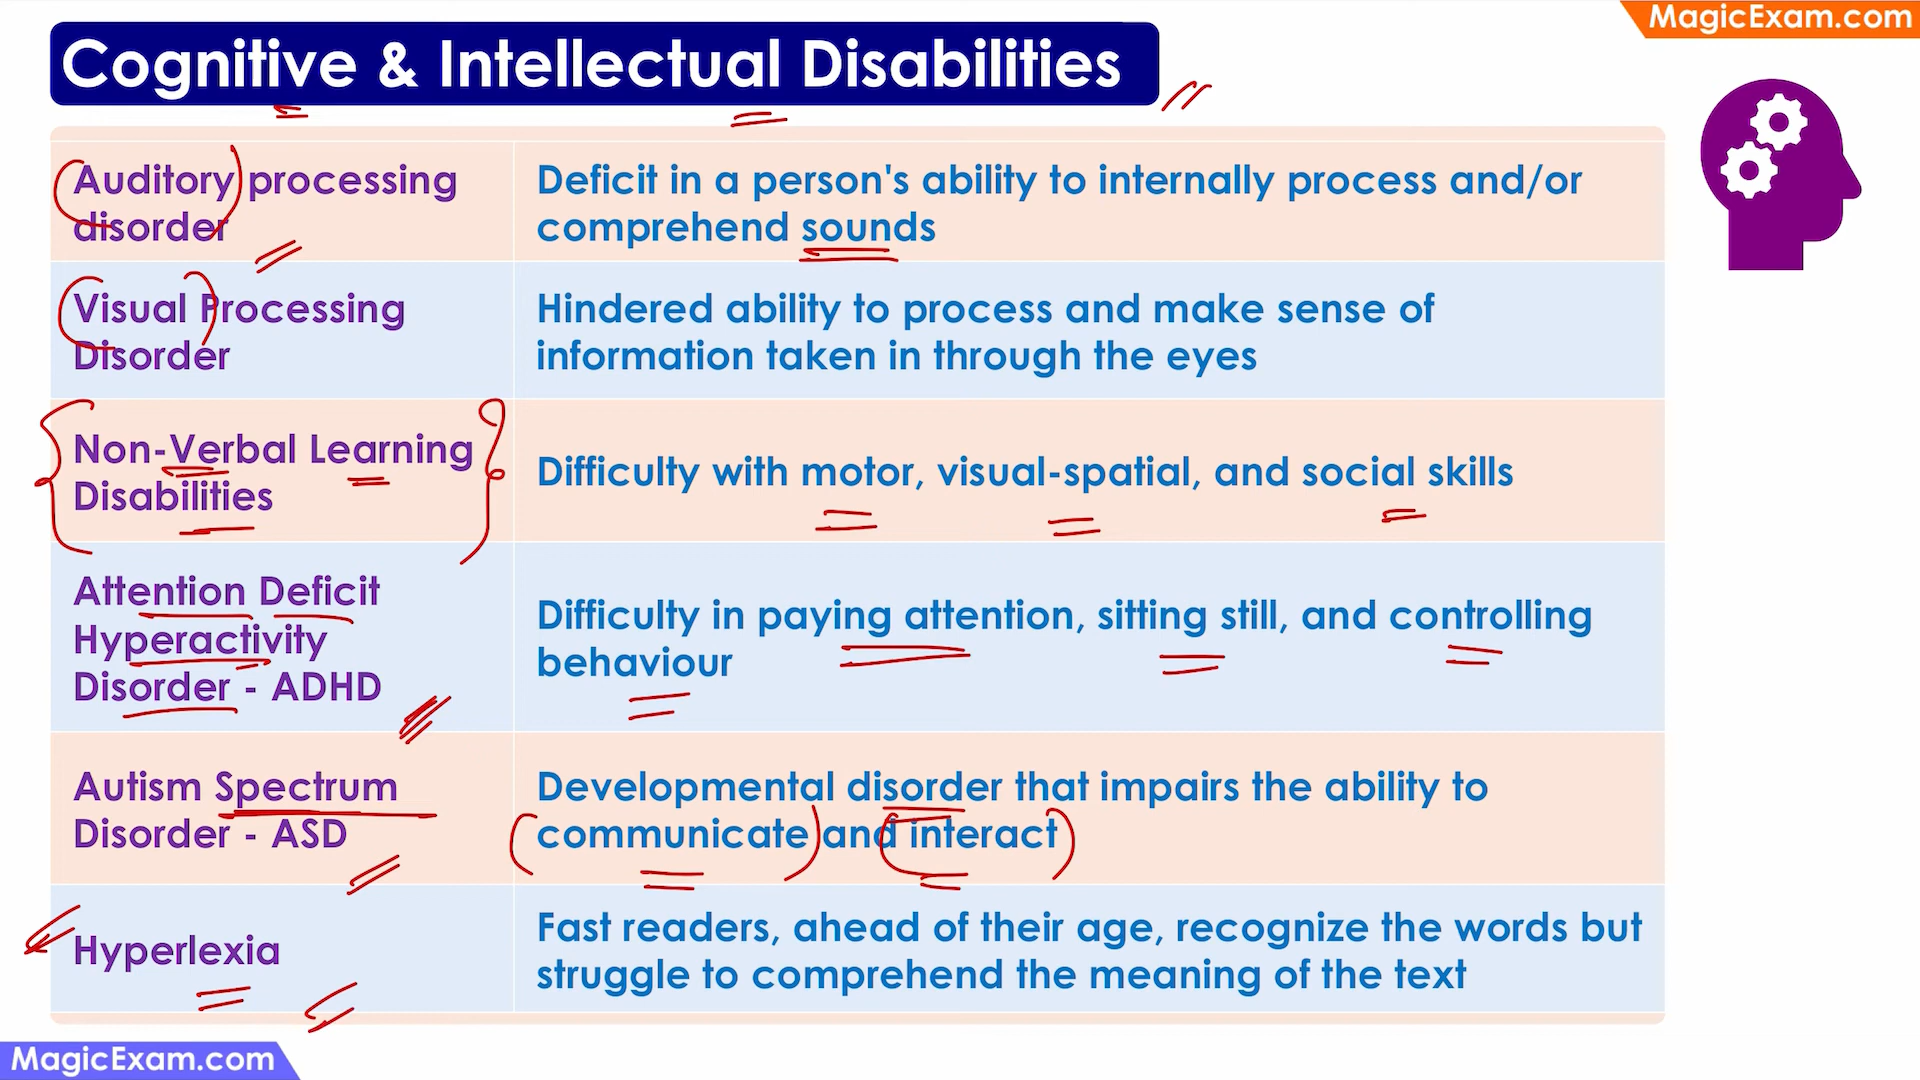 MagicExam.com
Cognitive & Intellectual Disabilities
Auditory processing
disorder
Deficit in a person's ability to internally process and/or
comprehend sounds
Visual Processing
Disorder
Hindered ability to process and make sense of
information taken in through the eyes
Non-Verbal Learning
Disabilities
Difficulty with motor, visual-spatial, and social skills
Attention Deficit
Hyperactivity
Disorder - ADHD
Difficulty in paying attention, sitting still, and controlling
behaviour
Autism Spectrum
Disorder - ASD
Developmental disorder that impairs the ability to
communicate and interact
Hyperlexia
Fast readers, ahead of their age, recognize the words but
struggle to comprehend the meaning of the text
MagicExam.com